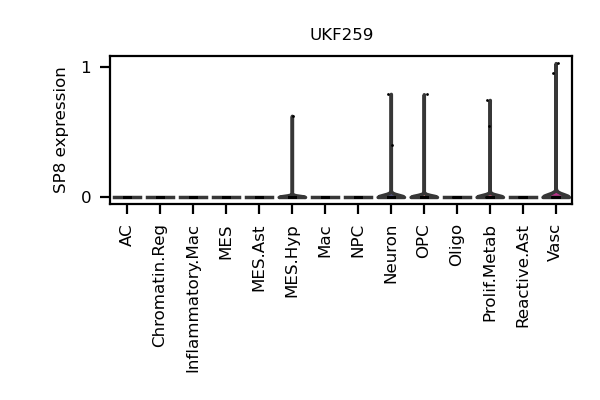 UKF259
SP8 expression
1
0
AC
Chromatin.Reg
Inflammatory.Mac
MES
MES.Ast
MES.Hyp
Mac
NPC
Neuron
OPC
Oligo
Prolif.Metab
Reactive.Ast
Vasc